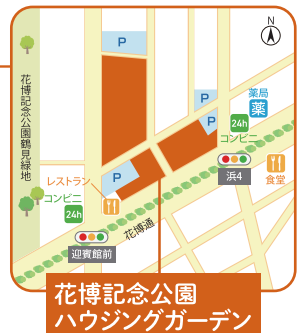 N
P
花博記念公園鶴見緑地
薬局
薬
P
P
24h
コンビニ
浜4
食堂
P
レストラン
コンビニ
24h
花博通
迎賓館前
花博記念公園
ハウジングガーデン